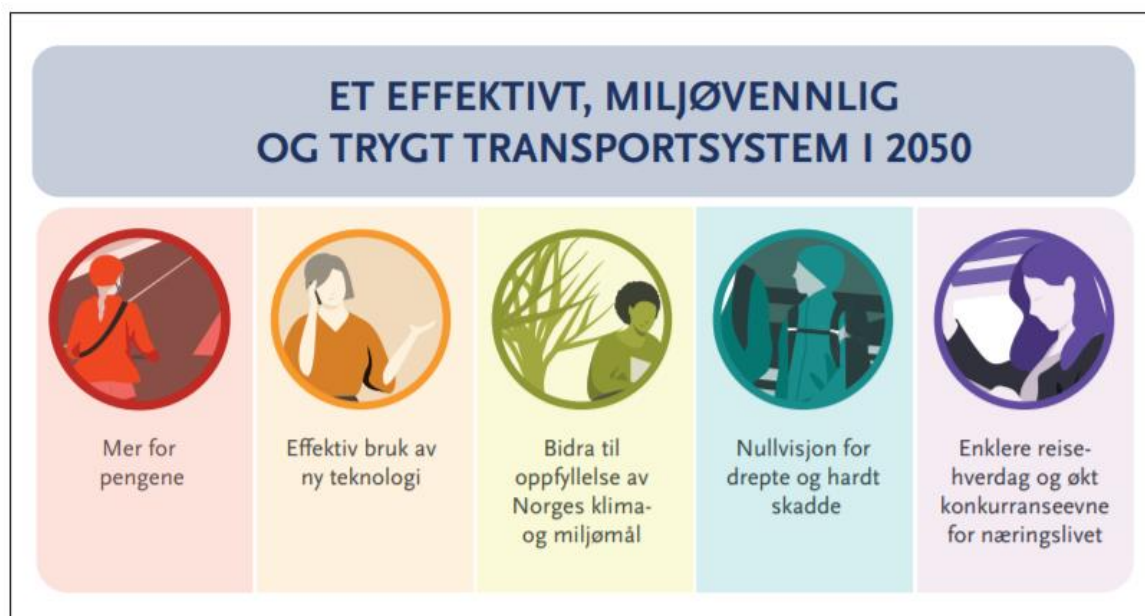 ET EFFEKTIVT, MILJØVENNLIG
OG TRYGT TRANSPORTSYSTEM I 2050
Mer for
pengene
Effektiv bruk av
ny teknologi
Bidra til
oppfyllelse av
Norges klima-
og miljømål
Nullvisjon for
drepte og hardt
skadde
Enklere reise-
hverdag og økt
konkurranseevne
for næringslivet